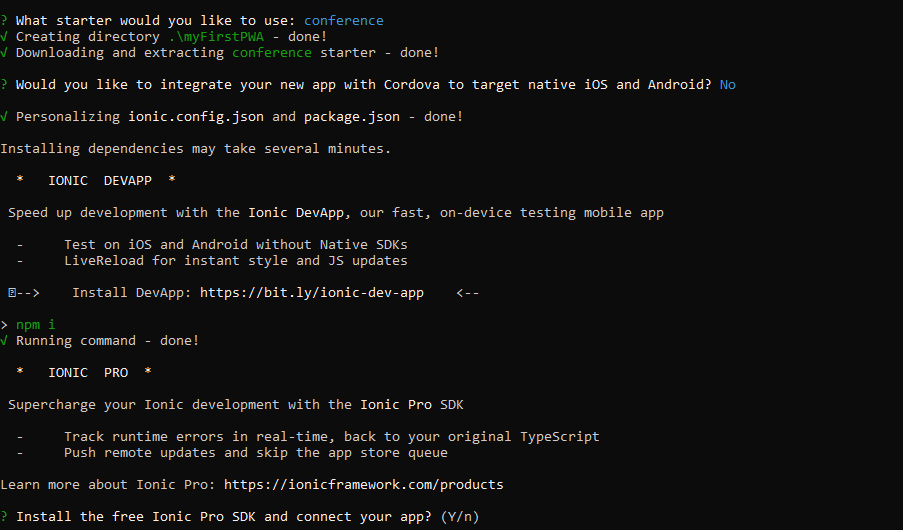 ? What starter would you like to use: conference
√ Creating directory .\myFirstPWA - done!
√ Downloading and extracting conference starter - done!
? Would you like to integrate your new app with Cordova to target native iOS and Android? No
√ Personalizing ionic.config.json and package.json - done!
Installing dependencies may take several minutes.
* IONIC DEVAPP *
Speed up development with the Ionic DevApp, our fast, on-device testing mobile app
- Test on iOS and Android without Native SDKs
- LiveReload for instant style and JS updates
--> Install DevApp: https://bit.ly/ionic-dev-app <--
> npm i
√ Running command - done!
* IONIC PRO *
Supercharge your Ionic development with the Ionic Pro SDK
- Track runtime errors in real-time, back to your original TypeScript
- Push remote updates and skip the app store queue
Learn more about Ionic Pro: https://ionicframework.com/products
? Install the free Ionic Pro SDK and connect your app? (Y/n)